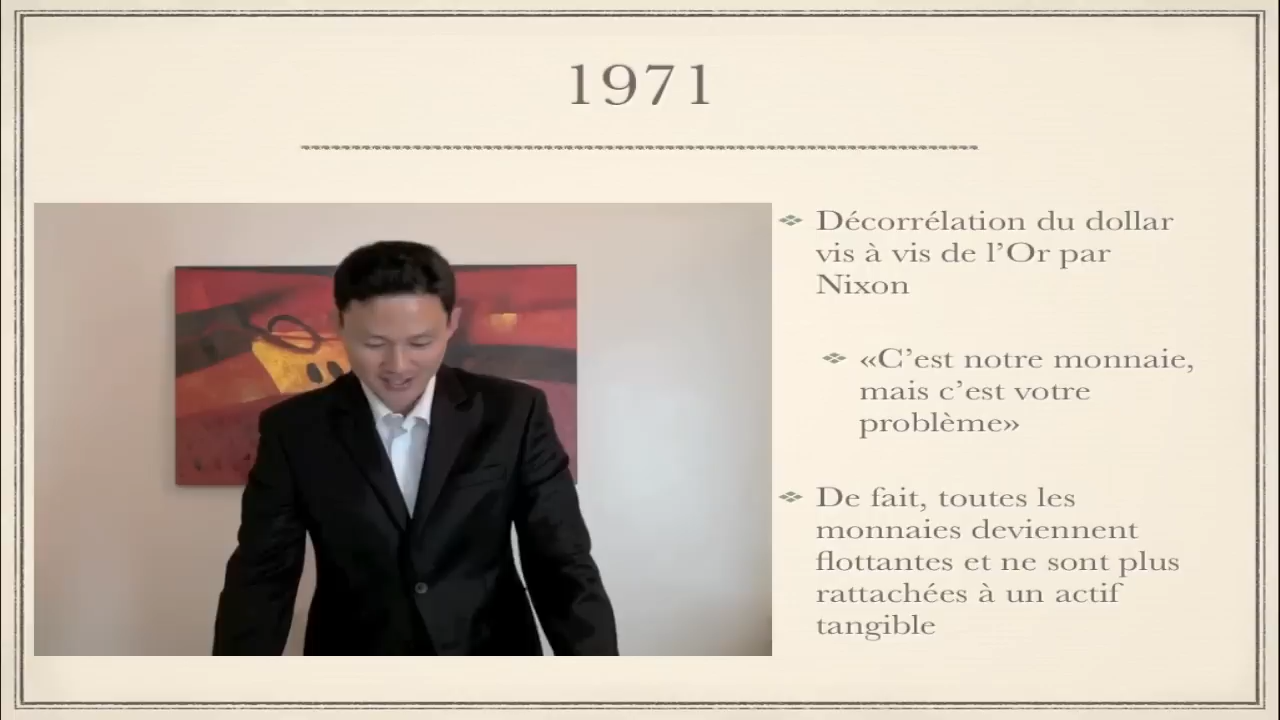 1971
Décorrélation du dollar
vis à vis de l’Or par
Nixon
«C’est notre monnaie,
mais c’est votre
problème»
De fait, toutes les
monnaies deviennent
flottantes et ne sont plus
rattachées à un actif
tangible